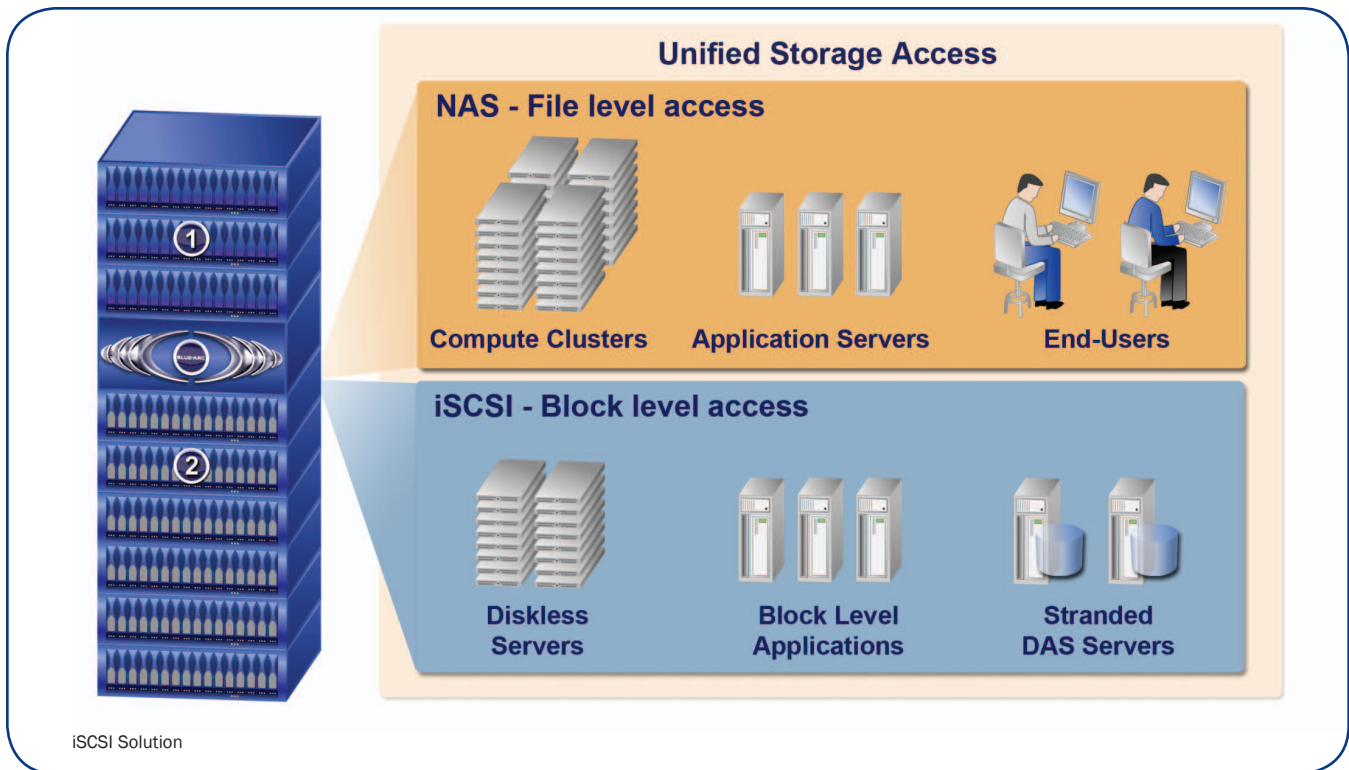 Unified Storage Access
NAS - File level access
1
BLUEARC
Compute Clusters
Application Servers
End-Users
iSCSI - Block level access
2
Diskless
Servers
Block Level
Applications
Stranded
DAS Servers
iSCSI Solution